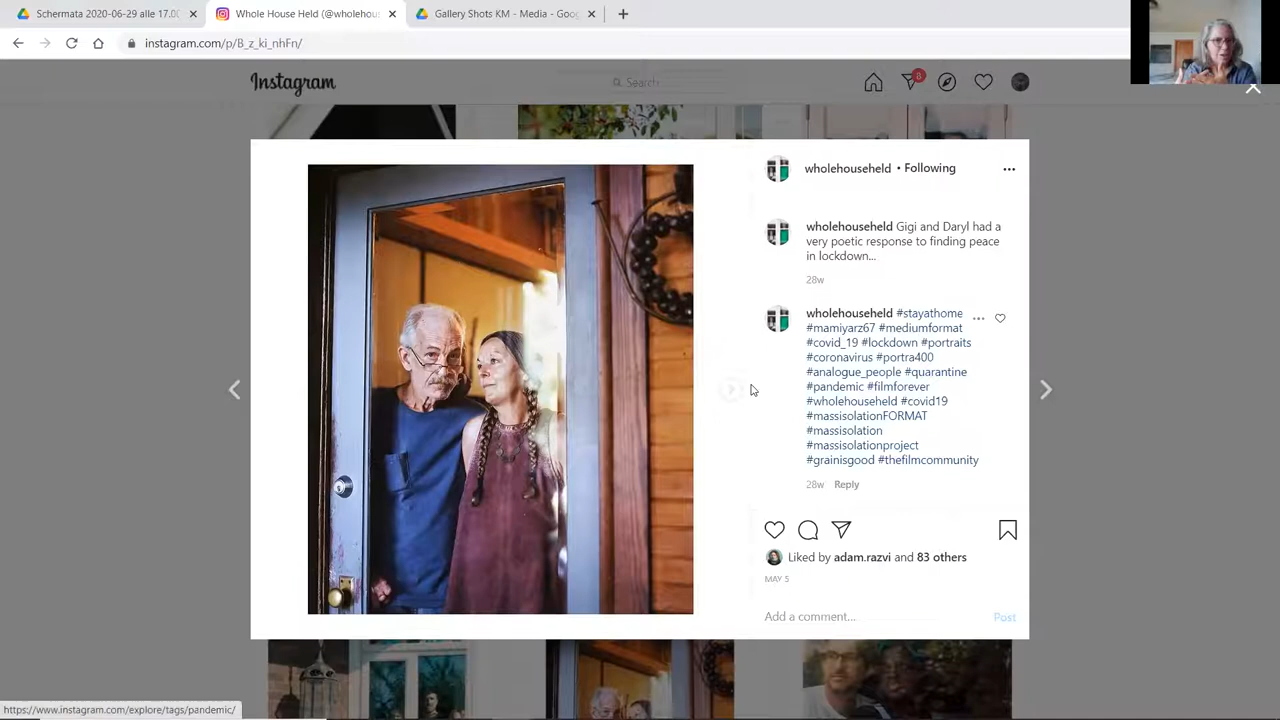 Schermata 2020-06-29 alle 17.0
Whole House Held (@wholehou
Gallery Shots KM - Media - Goo
instagram.com/p/B_z_ki_nhFn/
Instagram
Search
8
wholehouseheld • Following
wholehouseheld Gigi and Daryl had a
very poetic response to finding peace
in lockdown...
28w
wholehouseheld #stayathome
#mamiyarz67 #mediumformat
#covid_19 #lockdown #portraits
#coronavirus #portra400
#analogue_people #quarantine
#pandemic #filmforever
#wholehouseheld #covid19
#massisolationFORMAT
#massisolation
#massisolationproject
#grainisgood #thefilmcommunity
28w Reply
Liked by adam.razvi and 83 others
MAY 5
Add a comment...
Post
https://www.instagram.com/explore/tags/pandemic/